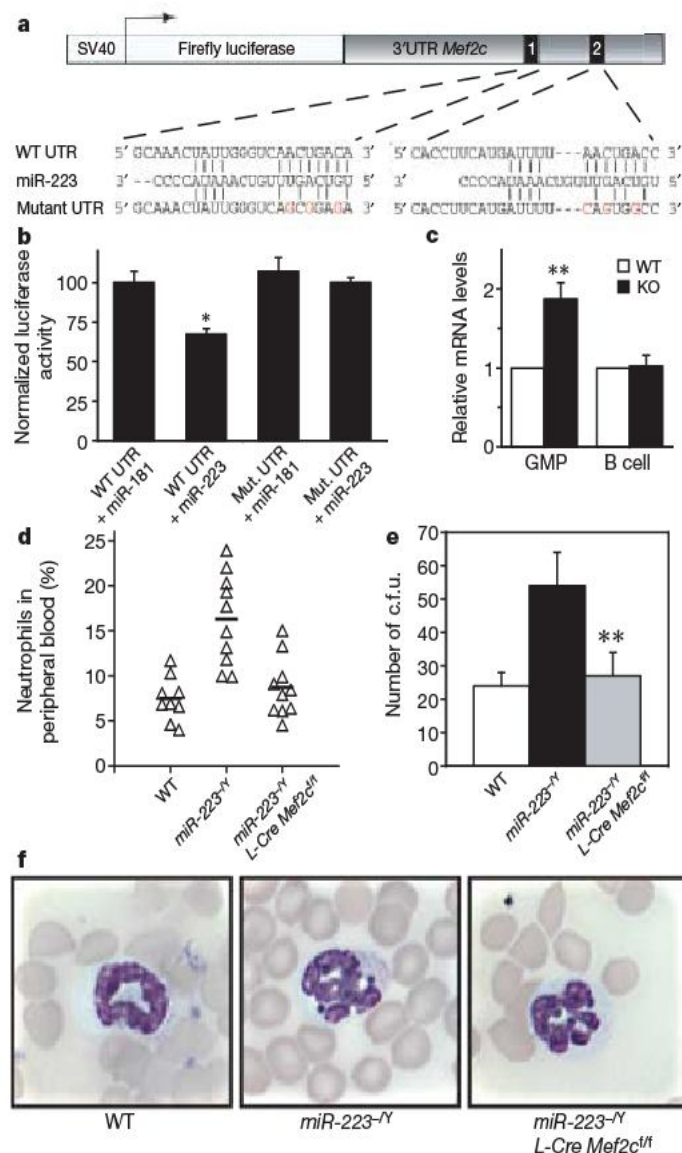 a
SV40 Firefly luciferase 3′UTR Mef2c 1 2
WT UTR 5′ GCAAACUAUUGGGUCAACUGACA 3′ 5′ CACCUUCAUGAUUUU---AACUGACC 3′
miR-223 3′ --CCCCAUAAACUGUUUGACUGU 5′ 3′ CCCCAUAAACUGUUUGACUGU 5′
Mutant UTR 5′ 3′ 5′ CACCUUCAUGAUUUU---CAGUGGCC 3′
b
Normalized luciferase
activity
100
75
50
25
0
WT UTR
+ miR-181
WT UTR
+ miR-223
Mut. UTR
+ miR-181
Mut. UTR
+ miR-223
*
c
Relative mRNA levels
2
1
0
**
WT
KO
GMP B cell
d
Neutrophils in
peripheral blood (%)
25
20
15
10
5
0
WT
miR-223–/Y
miR-223–/Y
L-Cre Mef2cf/f
e
Number of c.f.u.
70
60
50
40
30
20
10
0
**
WT
miR-223–/Y
miR-223–/Y
L-Cre Mef2cf/f
f
WT miR-223–/Y miR-223–/Y
L-Cre Mef2cf/f